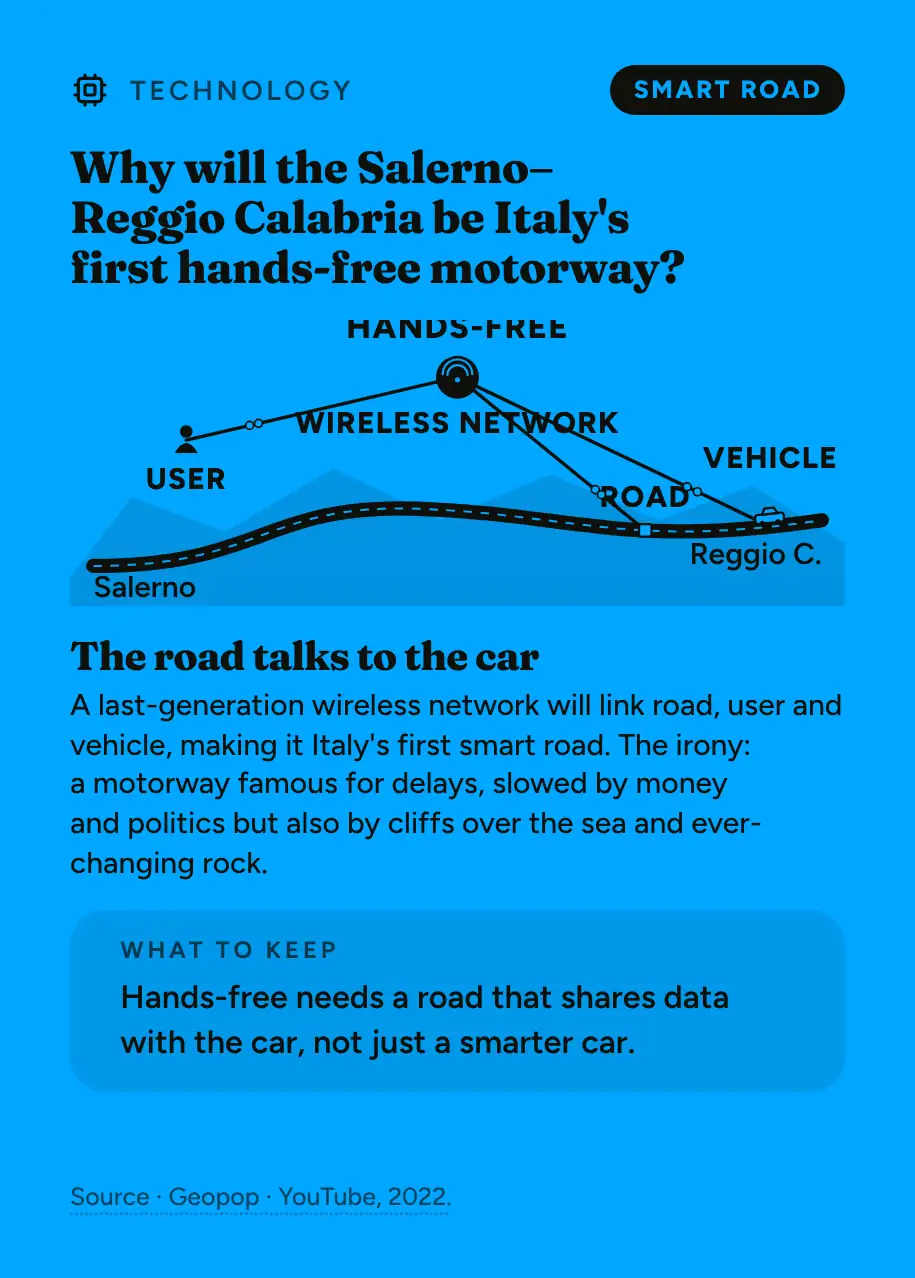 TECHNOLOGY
SMART ROAD
Why will the Salerno–
Reggio Calabria be Italy's
first hands-free motorway?
HANDS-FREE
WIRELESS NETWORK
VEHICLE
USER
ROAD
Reggio C.
Salerno
The road talks to the car
A last-generation wireless network will link road, user and
vehicle, making it Italy's first smart road. The irony:
a motorway famous for delays, slowed by money
and politics but also by cliffs over the sea and ever-
changing rock.
WHAT TO KEEP
Hands-free needs a road that shares data
with the car, not just a smarter car.
Source · Geopop · YouTube, 2022.